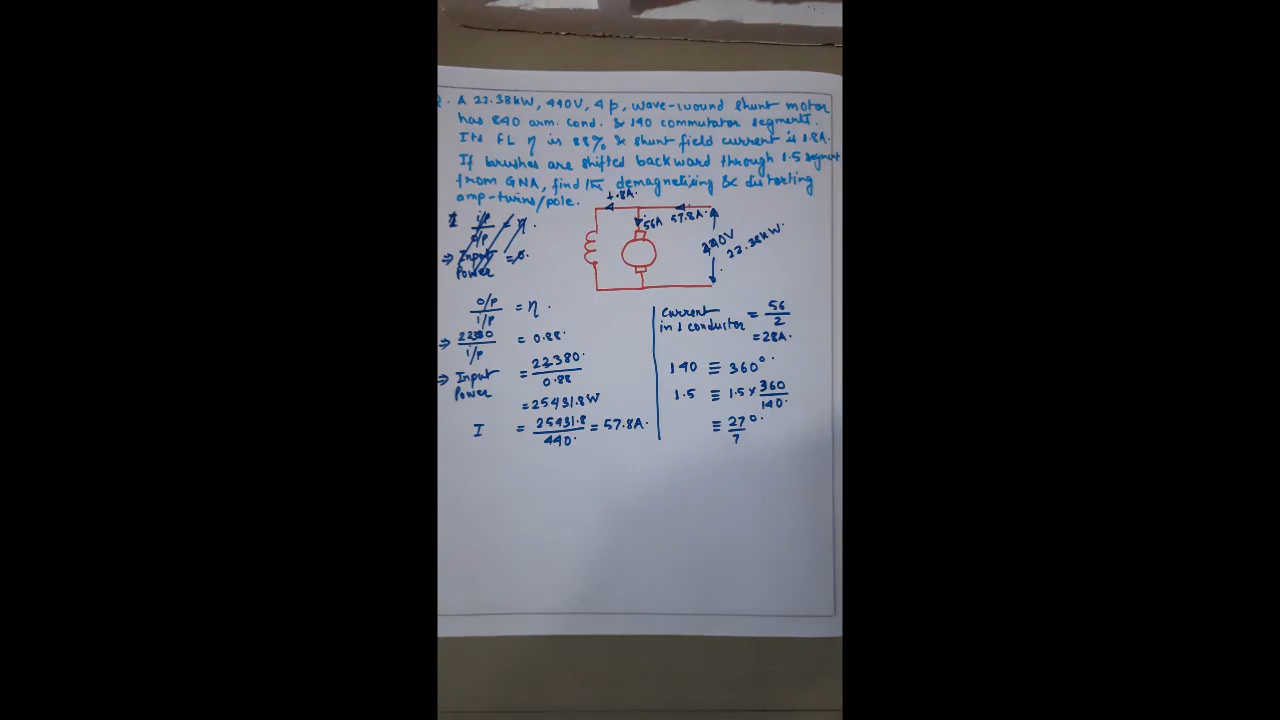 Q. A 22.38kW, 440V, 4p, wave-wound shunt motor
has 840 arm. cond. & 140 commutator segments.
Its FL η is 88% & shunt field current is 1.8A.
If brushes are shifted backward through 1.5 segment
from GNA, find the demagnetising & distorting
amp-turns/pole.
1.8A.
56A
57.8A.
440V
22.38kW.
i/p / o/p = η.
⇒ Input Power =
o/p / i/p = η.
⇒ 22380 / i/p = 0.88.
⇒ Input Power = 22380. / 0.88
= 25431.8W
I = 25431.8 / 440. = 57.8A.
Current in 1 conductor = 56 / 2
= 28A.
140 ≡ 360°.
1.5 ≡ 1.5 × 360 / 140.
≡ 27°. / 7